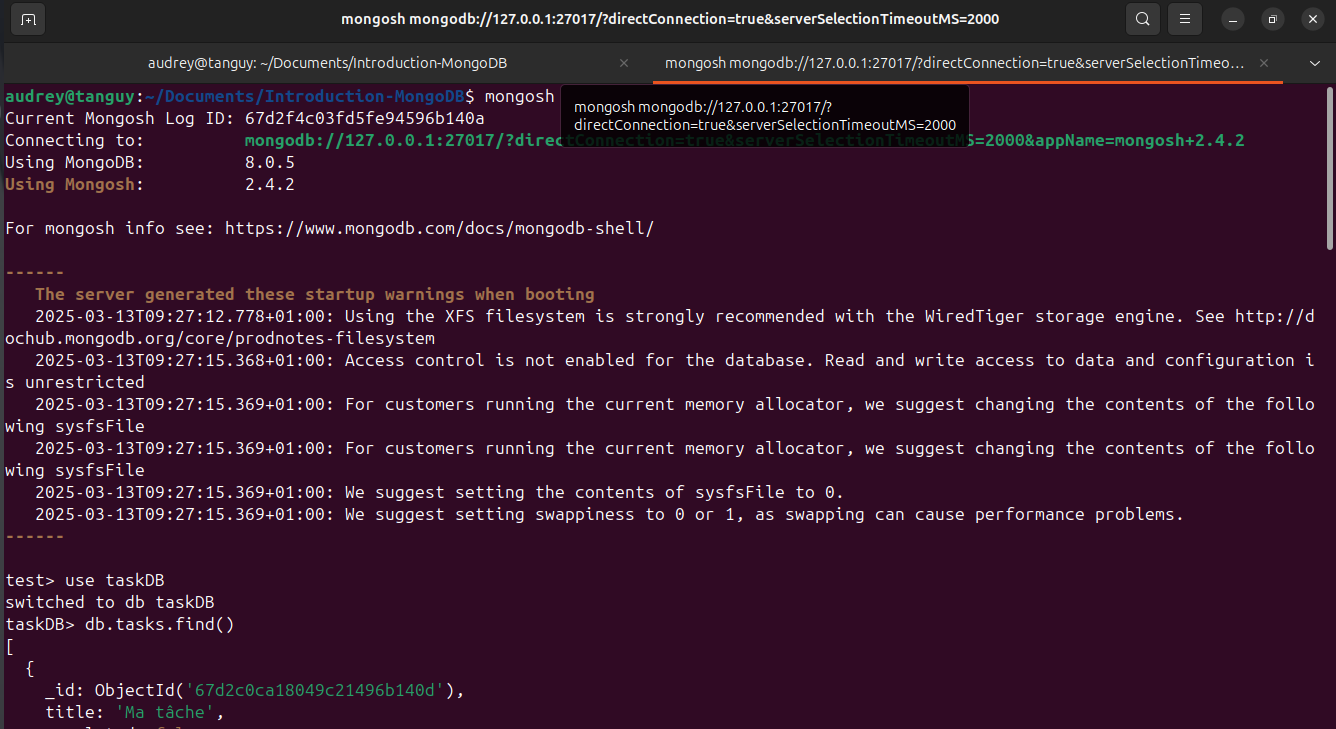 mongosh mongodb://127.0.0.1:27017/?directConnection=true&serverSelectionTimeoutMS=2000
audrey@tanguy: ~/Documents/Introduction-MongoDB
mongosh mongodb://127.0.0.1:27017/?directConnection=true&serverSelectionTimeo...
audrey@tanguy:~/Documents/Introduction-MongoDB$ mongosh
mongosh mongodb://127.0.0.1:27017/?
directConnection=true&serverSelectionTimeoutMS=2000
Current Mongosh Log ID: 67d2f4c03fd5fe94596b140a
Connecting to: mongodb://127.0.0.1:27017/?directConnection=true&serverSelectionTimeoutMS=2000&appName=mongosh+2.4.2
Using MongoDB: 8.0.5
Using Mongosh: 2.4.2
For mongosh info see: https://www.mongodb.com/docs/mongodb-shell/
------
The server generated these startup warnings when booting
2025-03-13T09:27:12.778+01:00: Using the XFS filesystem is strongly recommended with the WiredTiger storage engine. See http://d
ochub.mongodb.org/core/prodnotes-filesystem
2025-03-13T09:27:15.368+01:00: Access control is not enabled for the database. Read and write access to data and configuration i
s unrestricted
2025-03-13T09:27:15.369+01:00: For customers running the current memory allocator, we suggest changing the contents of the follo
wing sysfsFile
2025-03-13T09:27:15.369+01:00: For customers running the current memory allocator, we suggest changing the contents of the follo
wing sysfsFile
2025-03-13T09:27:15.369+01:00: We suggest setting the contents of sysfsFile to 0.
2025-03-13T09:27:15.369+01:00: We suggest setting swappiness to 0 or 1, as swapping can cause performance problems.
------
test> use taskDB
switched to db taskDB
taskDB> db.tasks.find()
[
{
_id: ObjectId('67d2c0ca18049c21496b140d'),
title: 'Ma tâche',